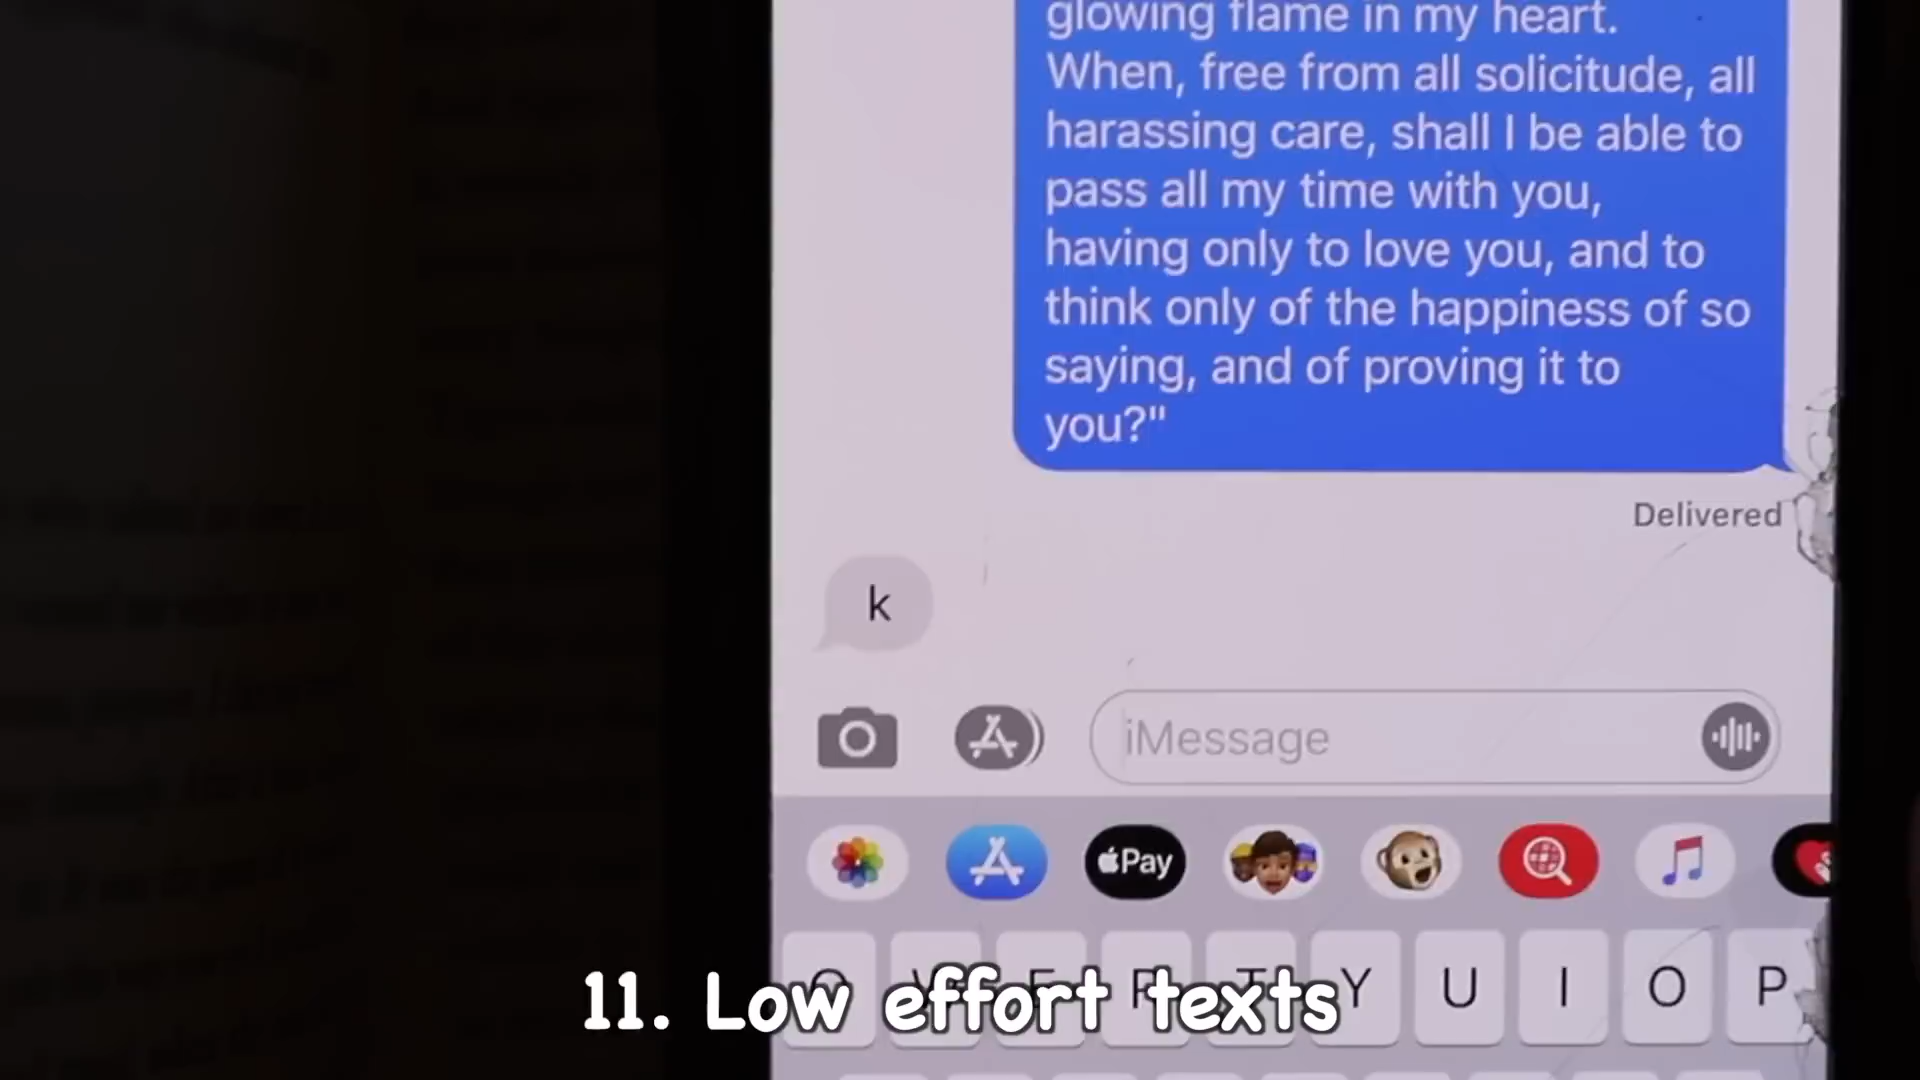 glowing flame in my heart.
When, free from all solicitude, all
harassing care, shall I be able to
pass all my time with you,
having only to love you, and to
think only of the happiness of so
saying, and of proving it to
you?"
Delivered
k
iMessage
Pay
Q W E R T Y U I O P
11. Low effort texts